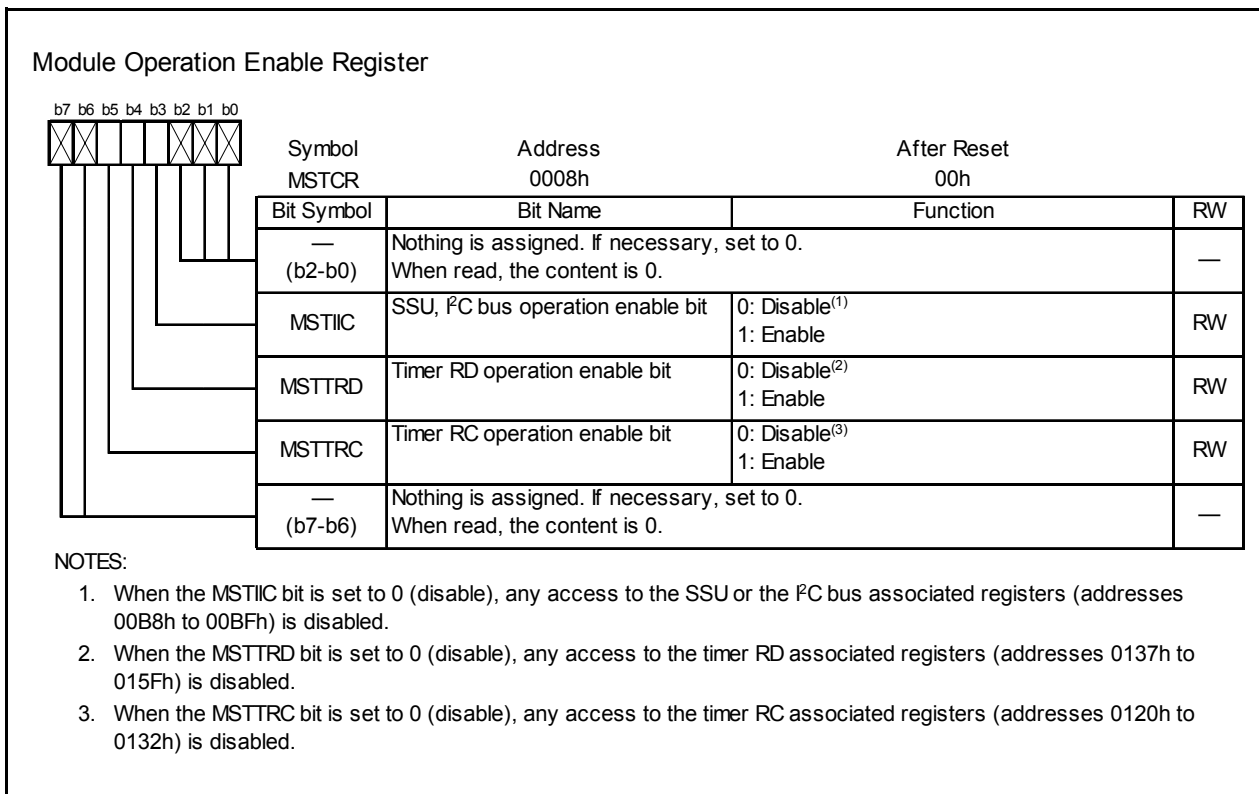 Module Operation Enable Register
b7 b6 b5 b4 b3 b2 b1 b0
Symbol Address After Reset
MSTCR 0008h 00h
Bit Symbol Bit Name Function RW
— (b2-b0) Nothing is assigned. If necessary, set to 0.
When read, the content is 0. —
MSTIIC SSU, I²C bus operation enable bit 0: Disable(1)
1: Enable RW
MSTTRD Timer RD operation enable bit 0: Disable(2)
1: Enable RW
MSTTRC Timer RC operation enable bit 0: Disable(3)
1: Enable RW
— (b7-b6) Nothing is assigned. If necessary, set to 0.
When read, the content is 0. —
NOTES:
1. When the MSTIIC bit is set to 0 (disable), any access to the SSU or the I²C bus associated registers (addresses
00B8h to 00BFh) is disabled.
2. When the MSTTRD bit is set to 0 (disable), any access to the timer RD associated registers (addresses 0137h to
015Fh) is disabled.
3. When the MSTTRC bit is set to 0 (disable), any access to the timer RC associated registers (addresses 0120h to
0132h) is disabled.